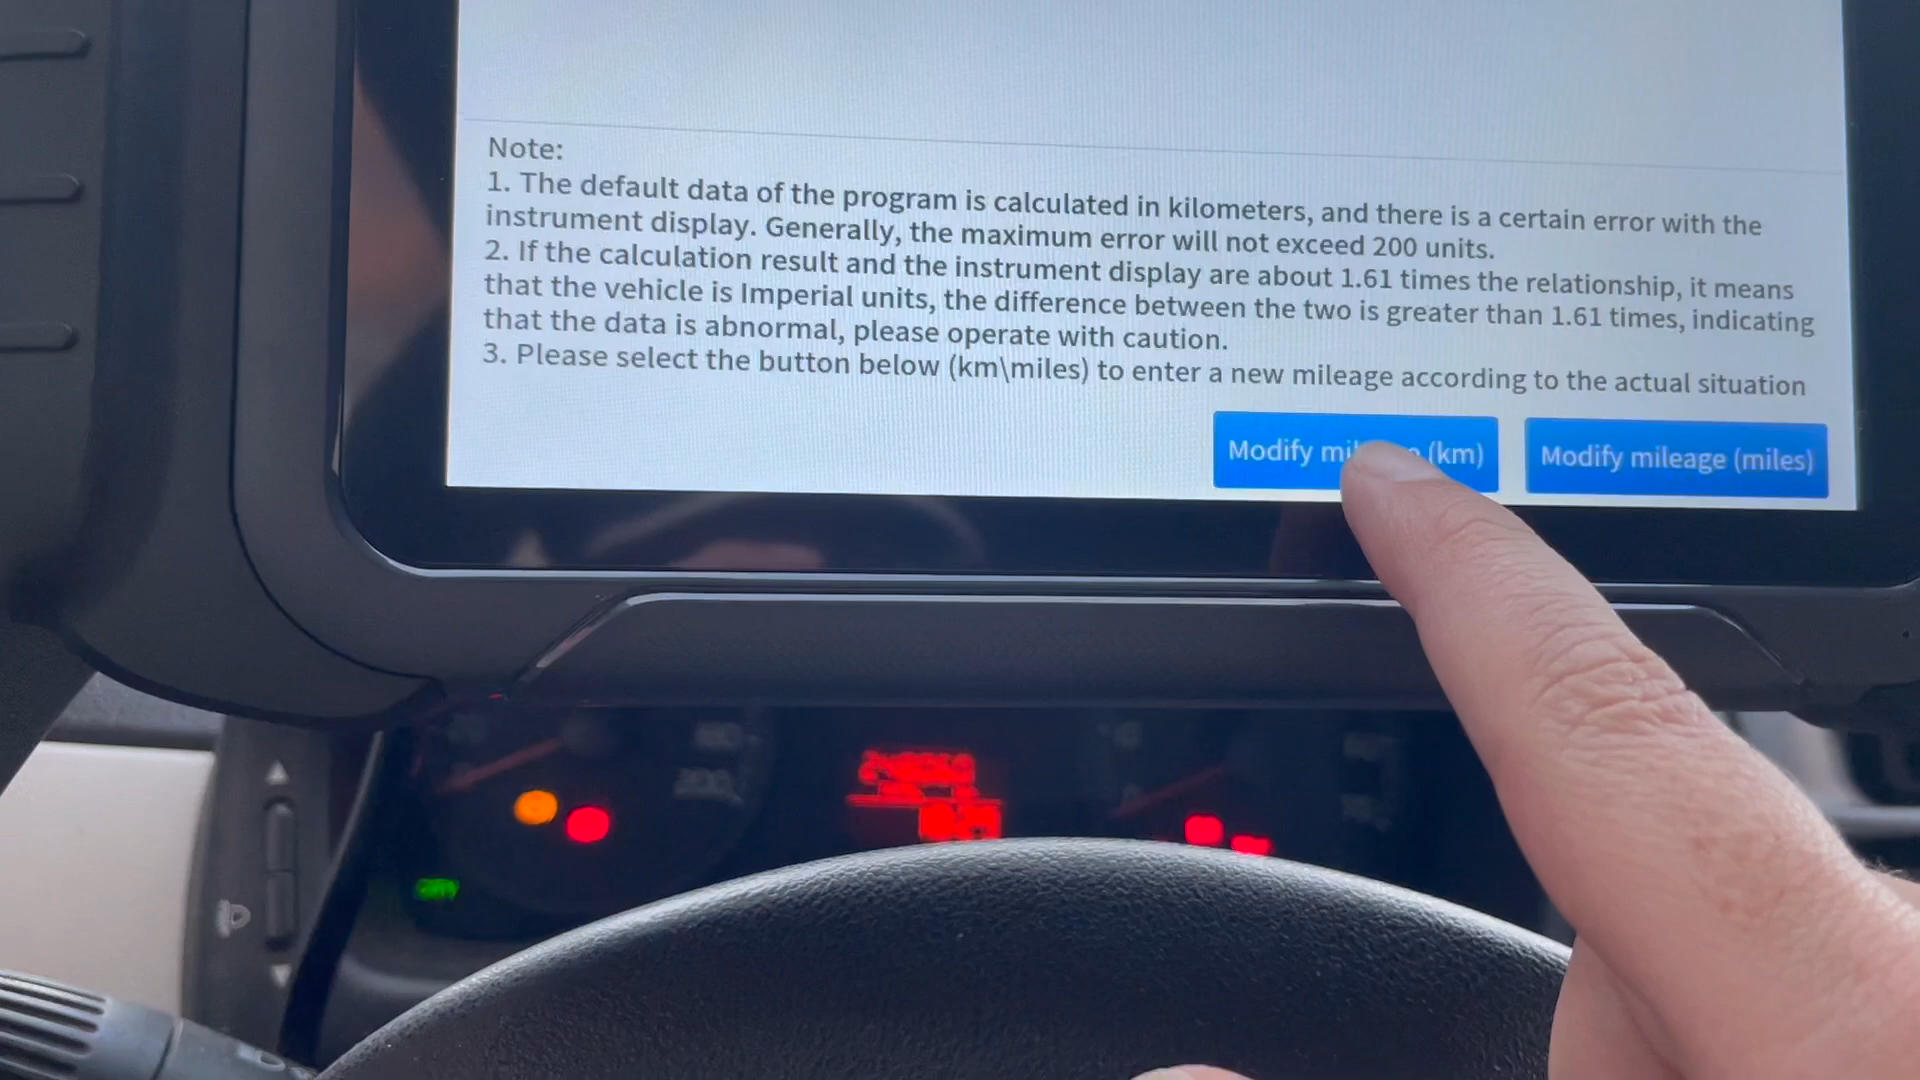 Note:
1. The default data of the program is calculated in kilometers, and there is a certain error with the
instrument display. Generally, the maximum error will not exceed 200 units.
2. If the calculation result and the instrument display are about 1.61 times the relationship, it means
that the vehicle is Imperial units, the difference between the two is greater than 1.61 times, indicating
that the data is abnormal, please operate with caution.
3. Please select the button below (km\miles) to enter a new mileage according to the actual situation
Modify (km)
Modify mileage (miles)
200